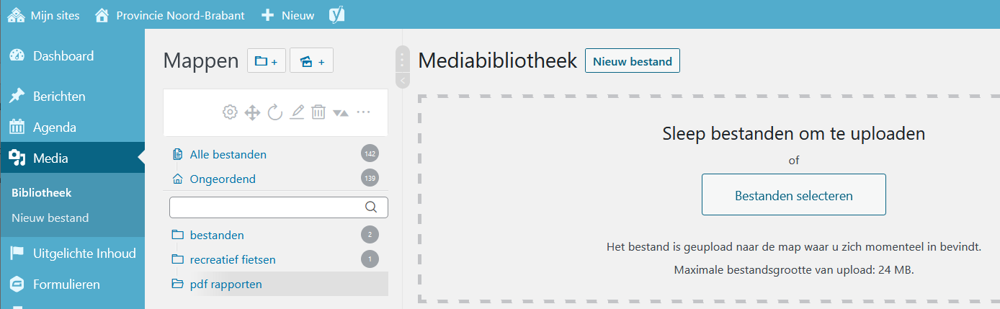 Mijn sites
Provincie Noord-Brabant
Nieuw
Dashboard
Berichten
Agenda
Media
Bibliotheek
Nieuw bestand
Uitgelichte Inhoud
Formulieren
Mappen
+
+
Alle bestanden 142
Ongeordend 139
bestanden 2
recreatief fietsen 1
pdf rapporten
Mediabibliotheek
Nieuw bestand
Sleep bestanden om te uploaden
of
Bestanden selecteren
Het bestand is geupload naar de map waar u zich momenteel in bevindt.
Maximale bestandsgrootte van upload: 24 MB.